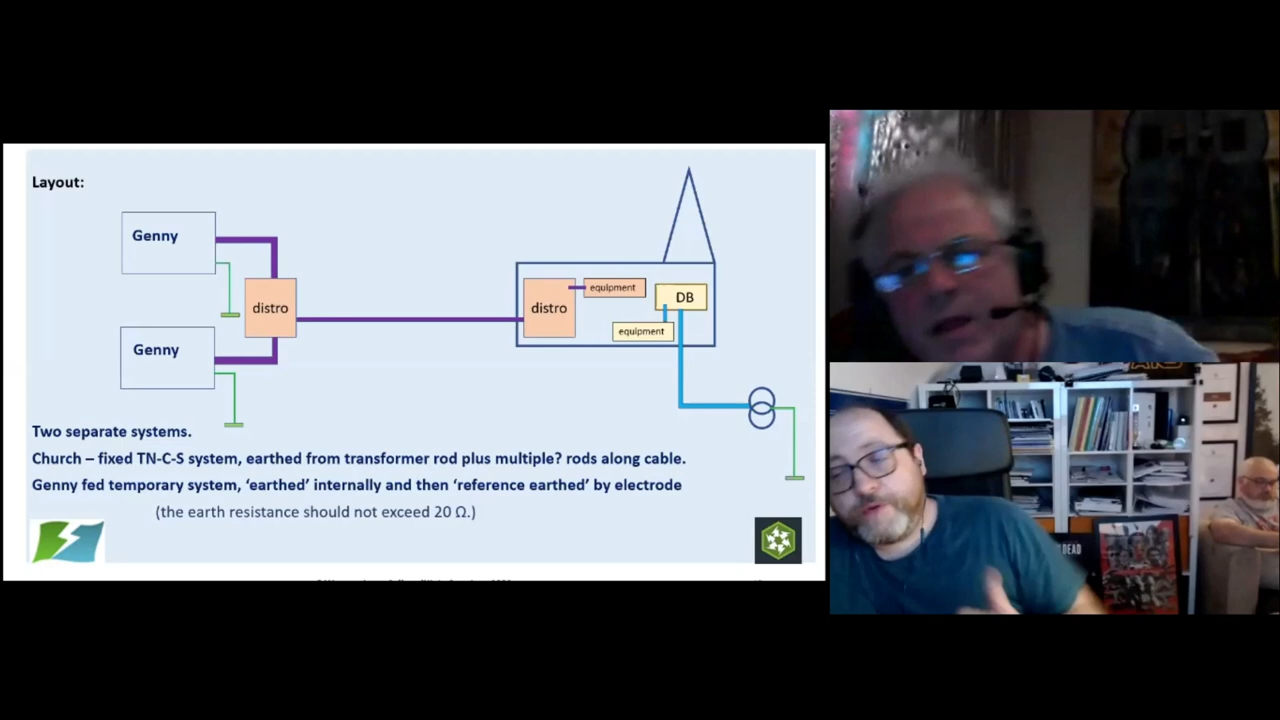 Layout:
Genny
distro
Genny
distro
equipment
DB
equipment
Two separate systems.
Church – fixed TN-C-S system, earthed from transformer rod plus multiple? rods along cable.
Genny fed temporary system, ‘earthed’ internally and then ‘reference earthed’ by electrode
(the earth resistance should not exceed 20 Ω.)
DEAD